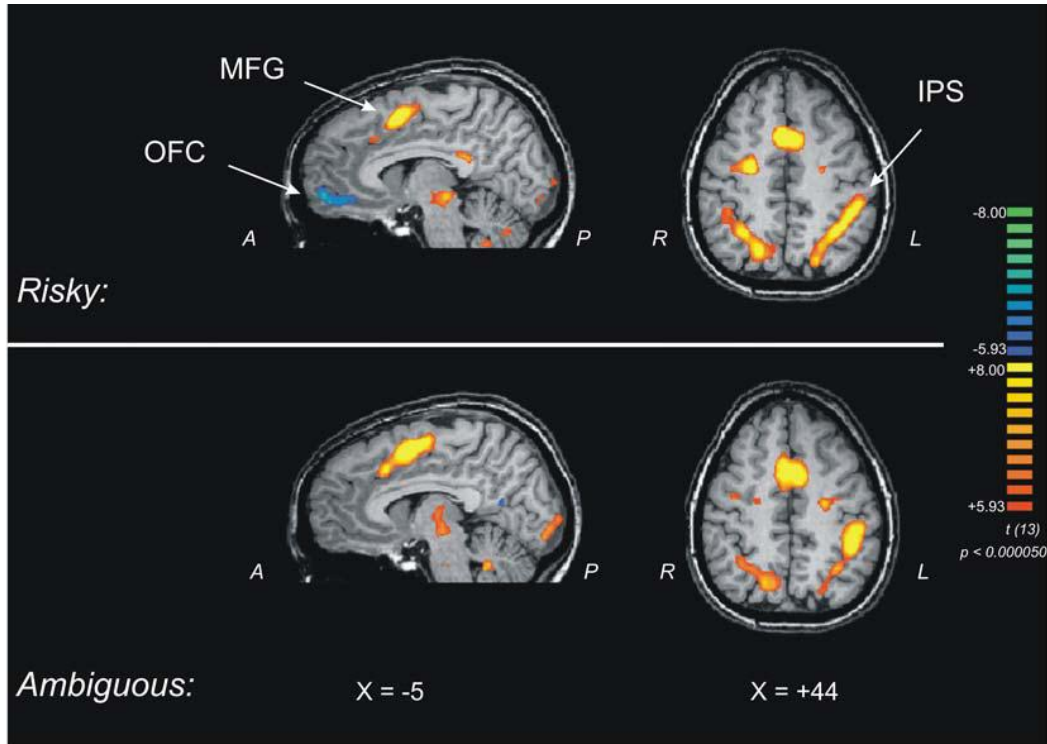 MFG
OFC
IPS
A
P
R
L
Risky:
-8.00
-5.93
+8.00
+5.93
t (13)
p < 0.000050
A
P
R
L
Ambiguous:
X = -5
X = +44